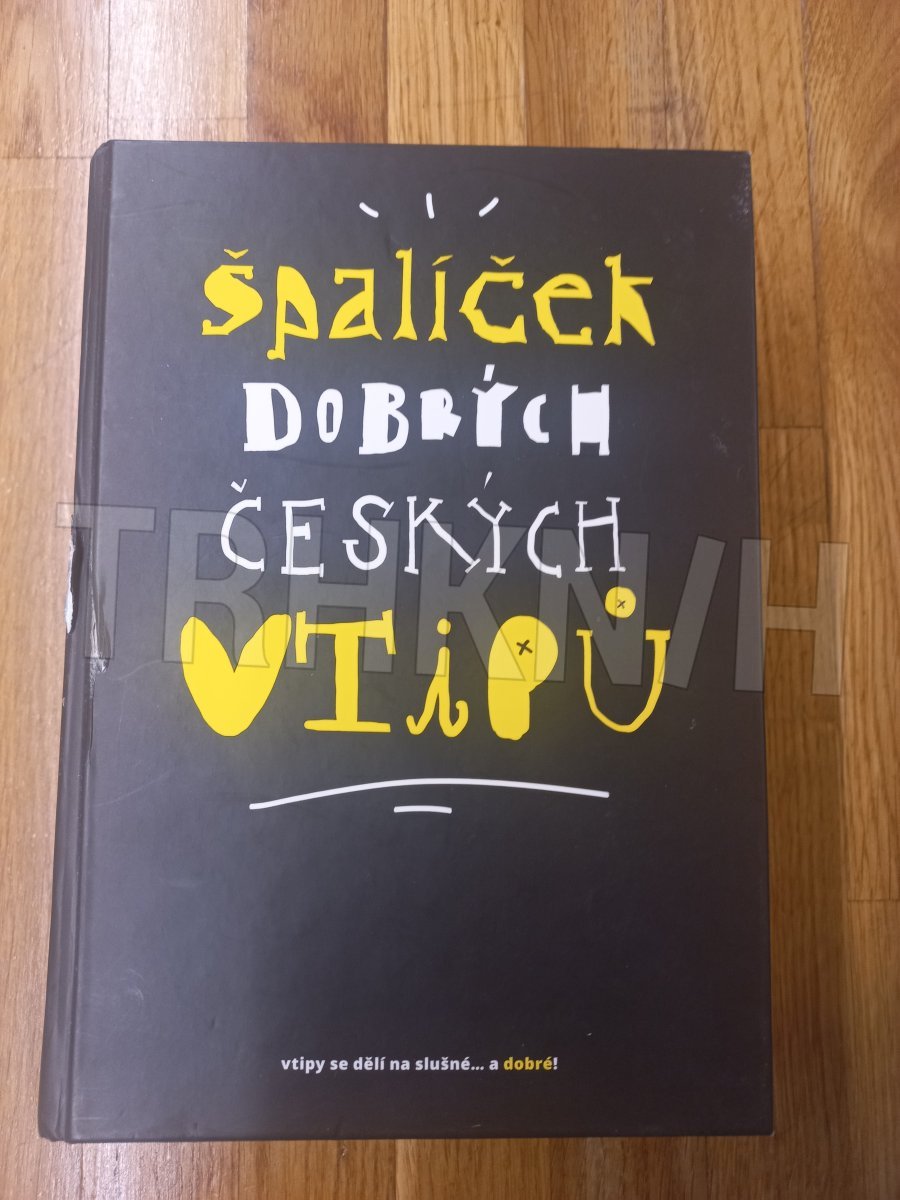 špalíček
DOBRÝCH
ČESKÝCH
TRHKNIH
VTiPŮ
vtipy se dělí na slušné... a dobré!